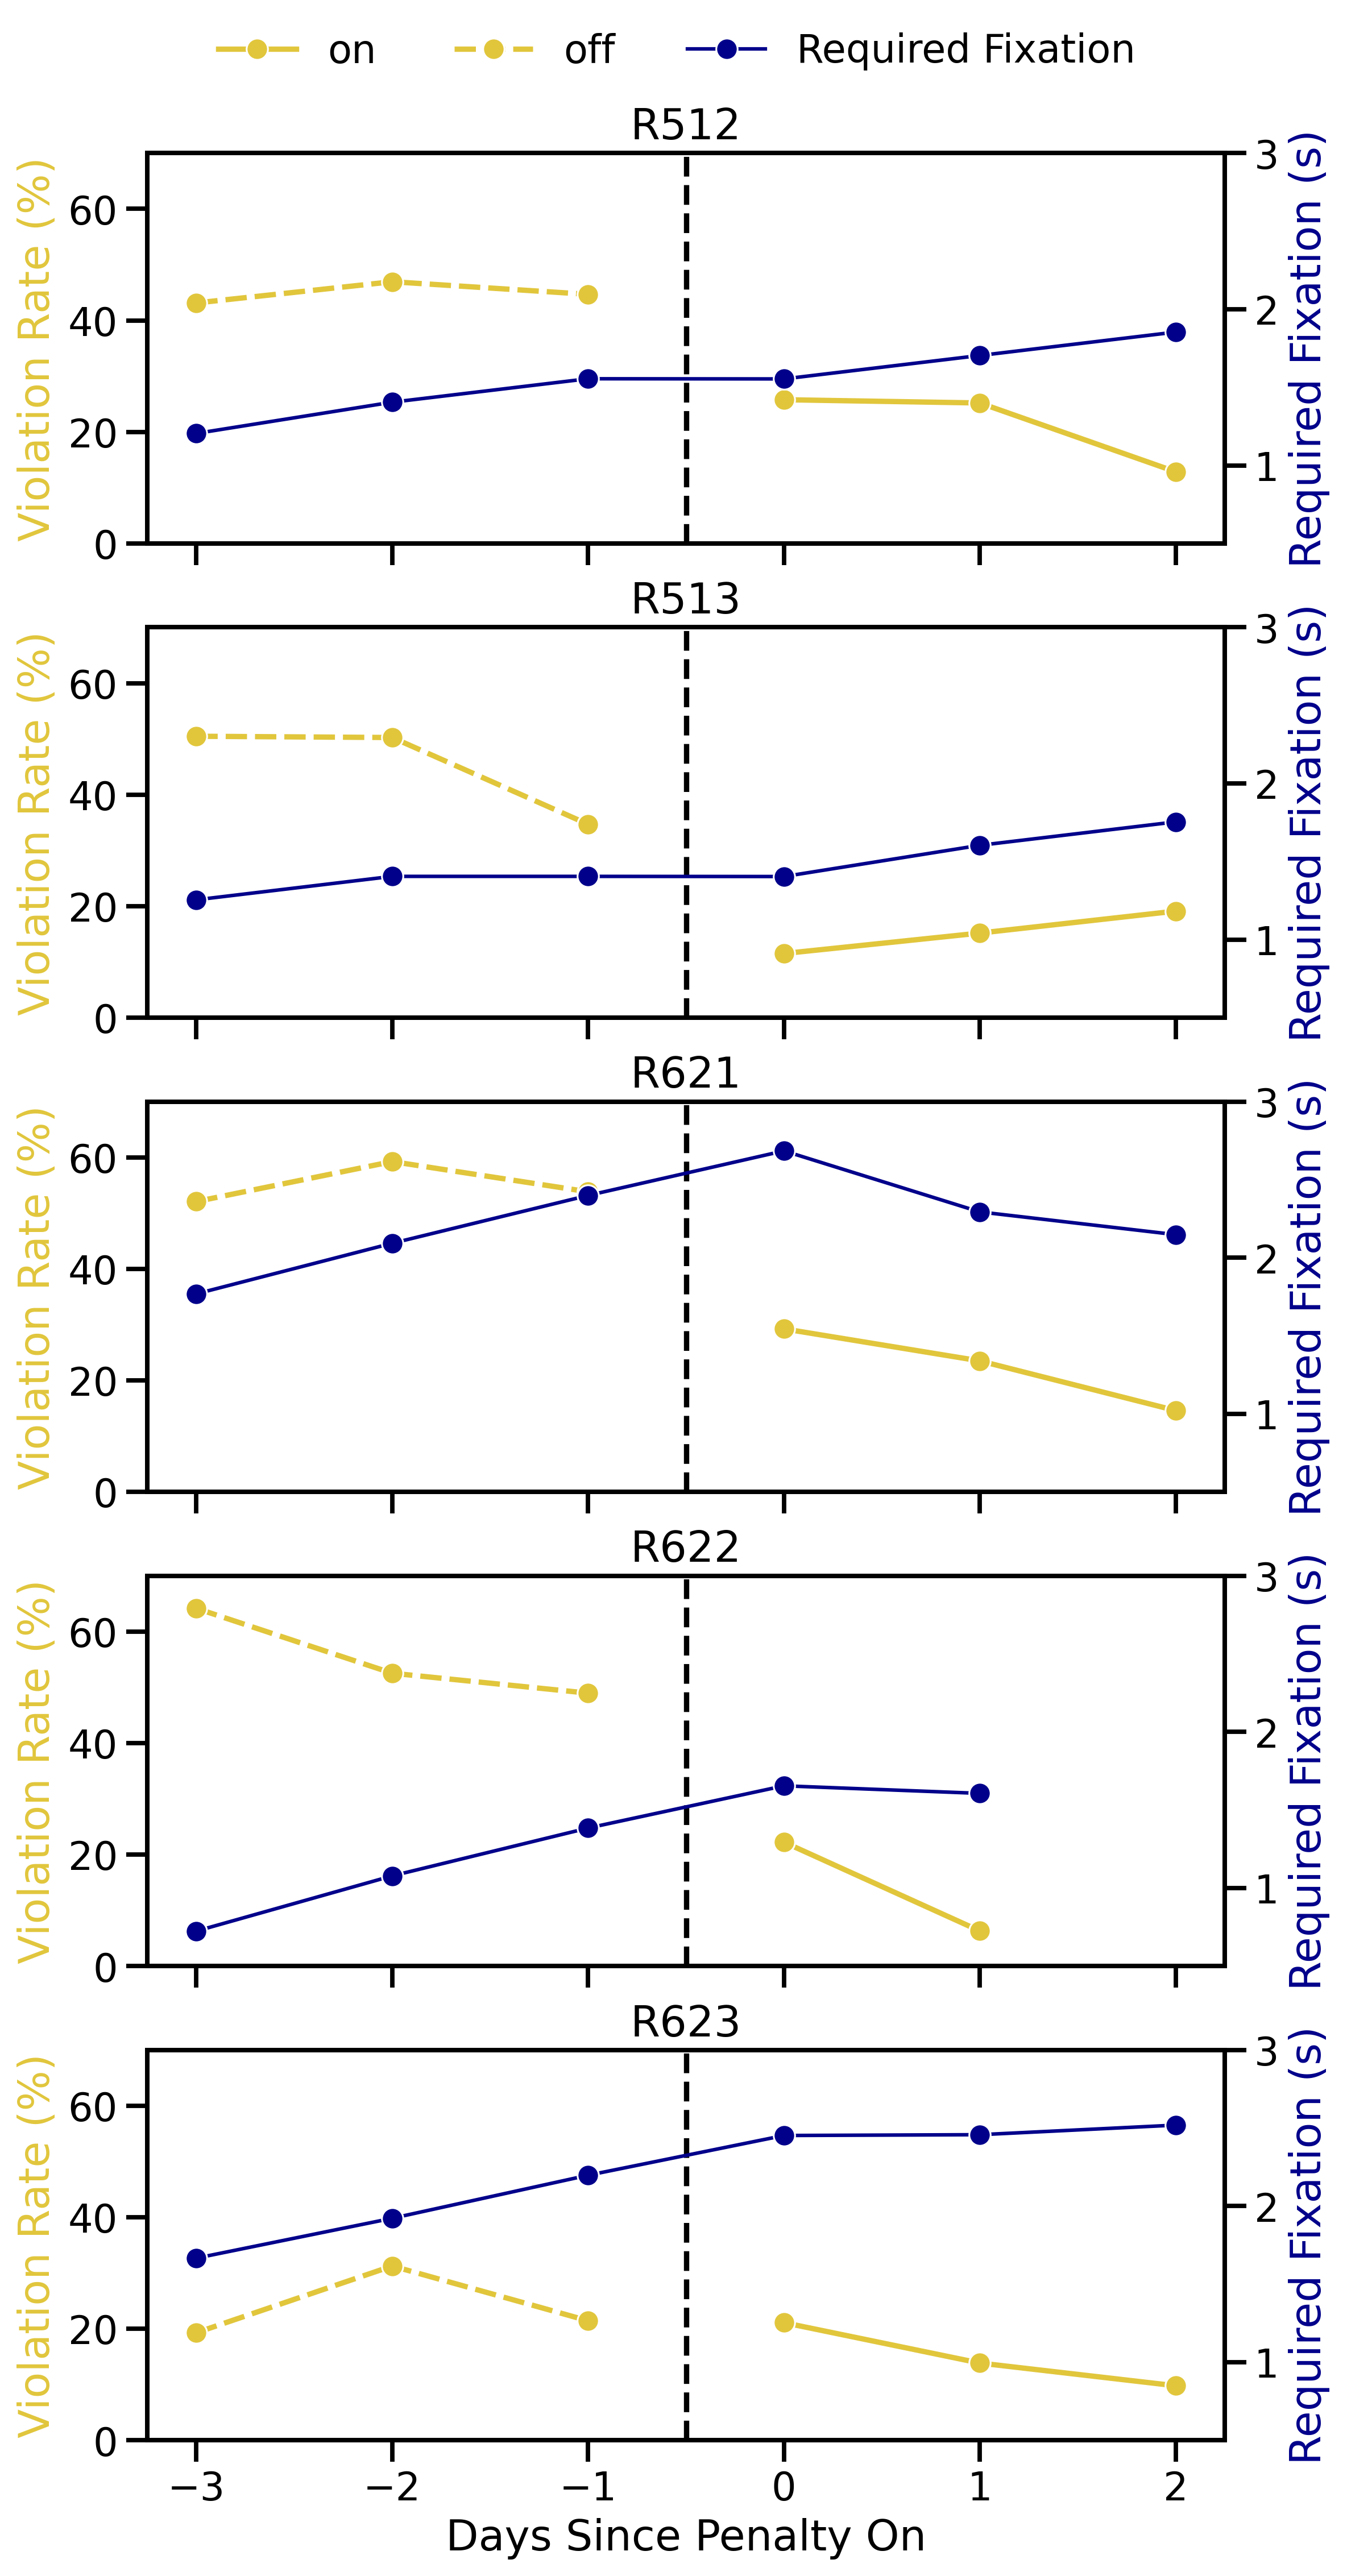 on off Required Fixation
R512
Violation Rate (%)
60
40
20
0
3
2
1
Required Fixation (s)
R513
Violation Rate (%)
60
40
20
0
3
2
1
Required Fixation (s)
R621
Violation Rate (%)
60
40
20
0
3
2
1
Required Fixation (s)
R622
Violation Rate (%)
60
40
20
0
3
2
1
Required Fixation (s)
R623
Violation Rate (%)
60
40
20
0
3
2
1
Required Fixation (s)
−3 −2 −1 0 1 2
Days Since Penalty On